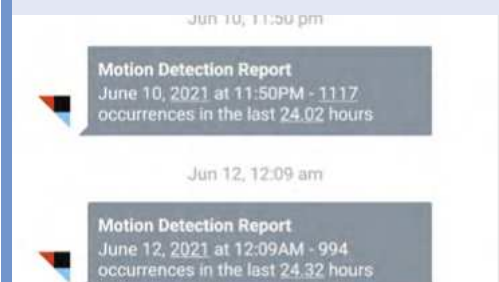 Jun 10, 11:50 pm
Motion Detection Report
June 10, 2021 at 11:50PM - 1117
occurrences in the last 24.02 hours
Jun 12, 12:09 am
Motion Detection Report
June 12, 2021 at 12:09AM - 994
occurrences in the last 24.32 hours